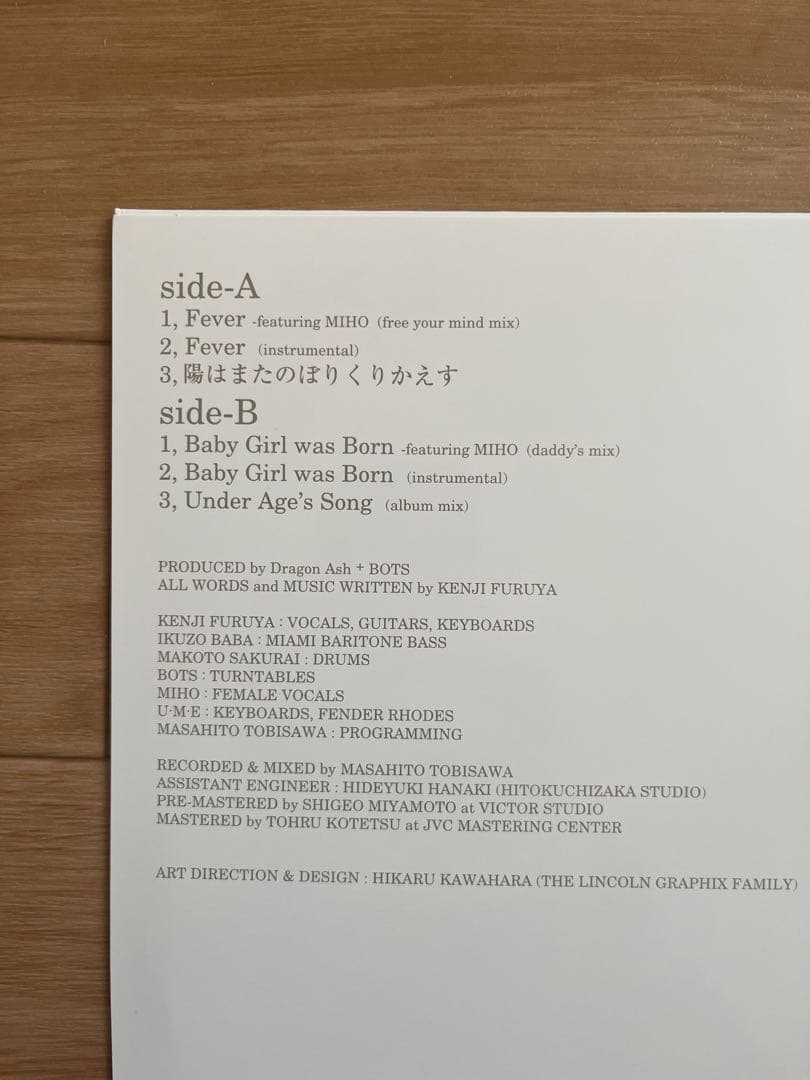 side-A
1, Fever -featuring MIHO (free your mind mix)
2, Fever (instrumental)
3, 陽はまたのぼりくりかえす
side-B
1, Baby Girl was Born -featuring MIHO (daddy's mix)
2, Baby Girl was Born (instrumental)
3, Under Age's Song (album mix)
PRODUCED by Dragon Ash + BOTS
ALL WORDS and MUSIC WRITTEN by KENJI FURUYA
KENJI FURUYA : VOCALS, GUITARS, KEYBOARDS
IKUZO BABA : MIAMI BARITONE BASS
MAKOTO SAKURAI : DRUMS
BOTS : TURNTABLES
MIHO : FEMALE VOCALS
U·M·E : KEYBOARDS, FENDER RHODES
MASAHITO TOBISAWA : PROGRAMMING
RECORDED & MIXED by MASAHITO TOBISAWA
ASSISTANT ENGINEER : HIDEYUKI HANAKI (HITOKUCHIZAKA STUDIO)
PRE-MASTERED by SHIGEO MIYAMOTO at VICTOR STUDIO
MASTERED by TOHRU KOTETSU at JVC MASTERING CENTER
ART DIRECTION & DESIGN : HIKARU KAWAHARA (THE LINCOLN GRAPHIX FAMILY)